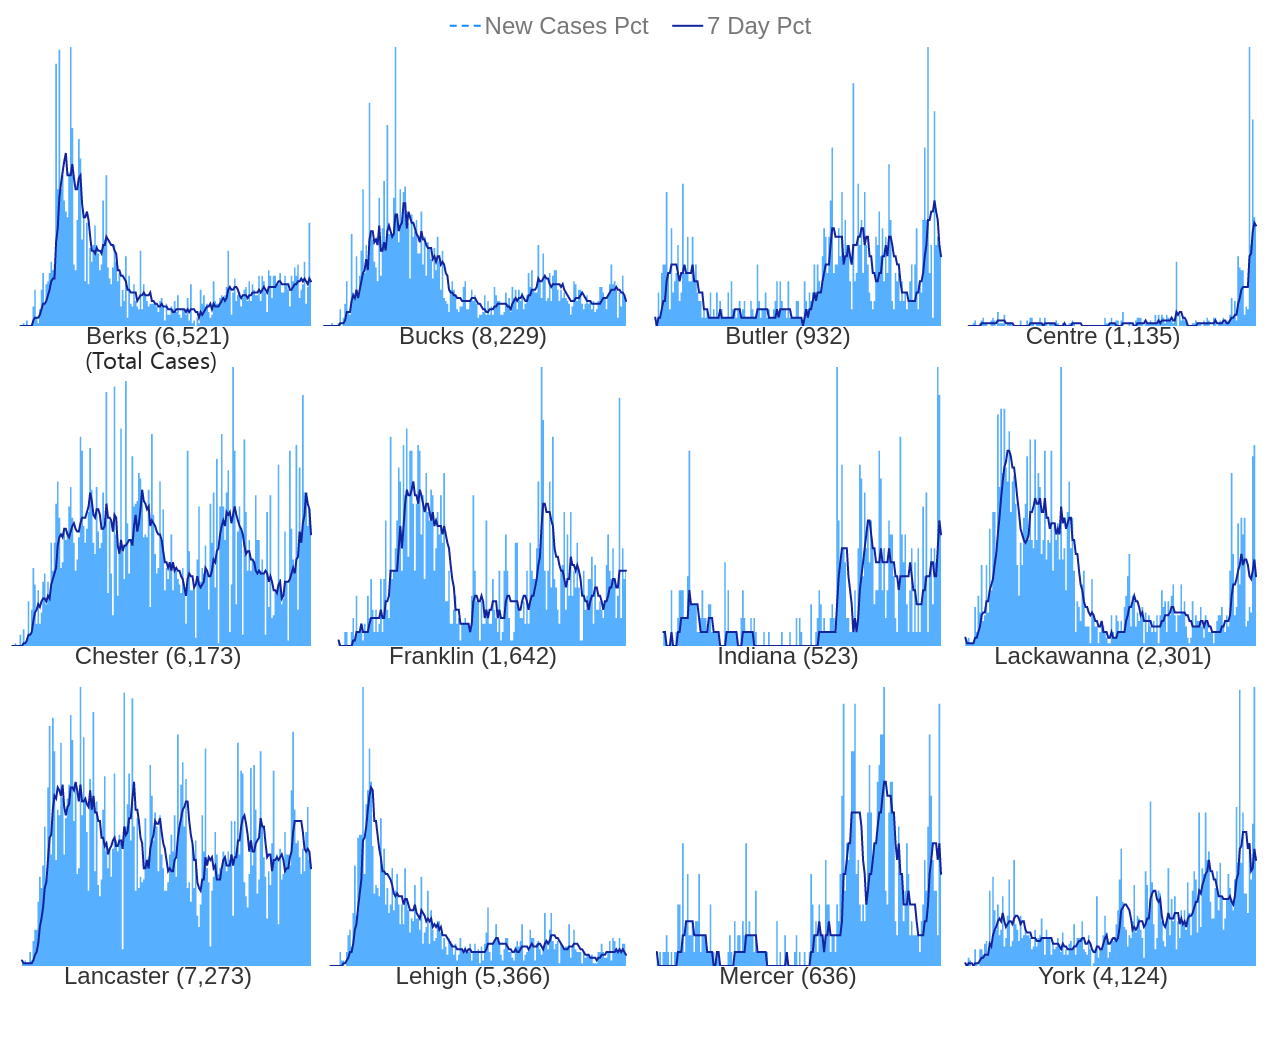 New Cases Pct 7 Day Pct
Berks (6,521) Bucks (8,229) Butler (932) Centre (1,135)
(Total Cases)
Chester (6,173) Franklin (1,642) Indiana (523) Lackawanna (2,301)
Lancaster (7,273) Lehigh (5,366) Mercer (636) York (4,124)